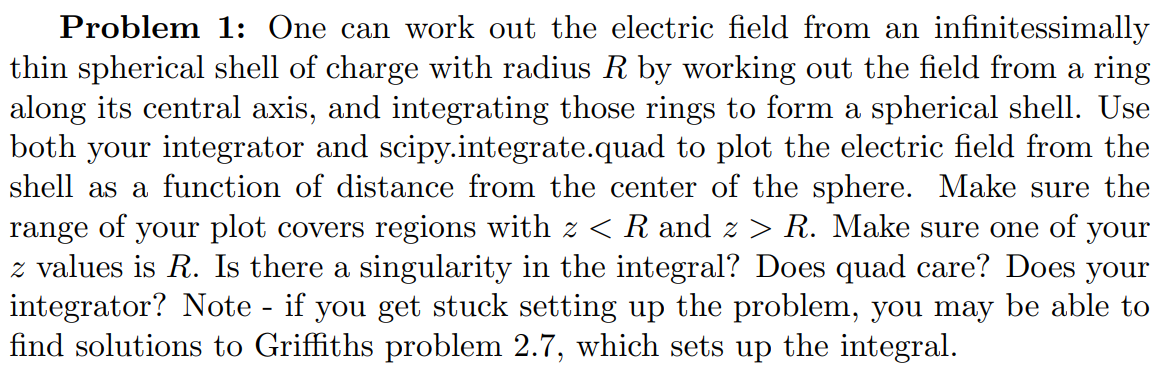 Problem 1: One can work out the electric field from an infinitessimally
thin spherical shell of charge with radius R by working out the field from a ring
along its central axis, and integrating those rings to form a spherical shell. Use
both your integrator and scipy.integrate.quad to plot the electric field from the
shell as a function of distance from the center of the sphere. Make sure the
range of your plot covers regions with z < R and z > R. Make sure one of your
z values is R. Is there a singularity in the integral? Does quad care? Does your
integrator? Note - if you get stuck setting up the problem, you may be able to
find solutions to Griffiths problem 2.7, which sets up the integral.